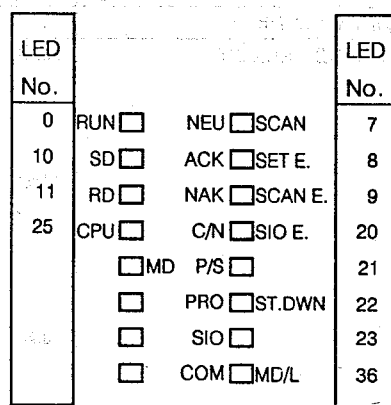 LED No. LED No.
0 RUN NEU SCAN 7
10 SD ACK SET E. 8
11 RD NAK SCAN E. 9
25 CPU C/N SIO E. 20
MD P/S 21
PRO ST.DWN 22
SIO 23
COM MD/L 36